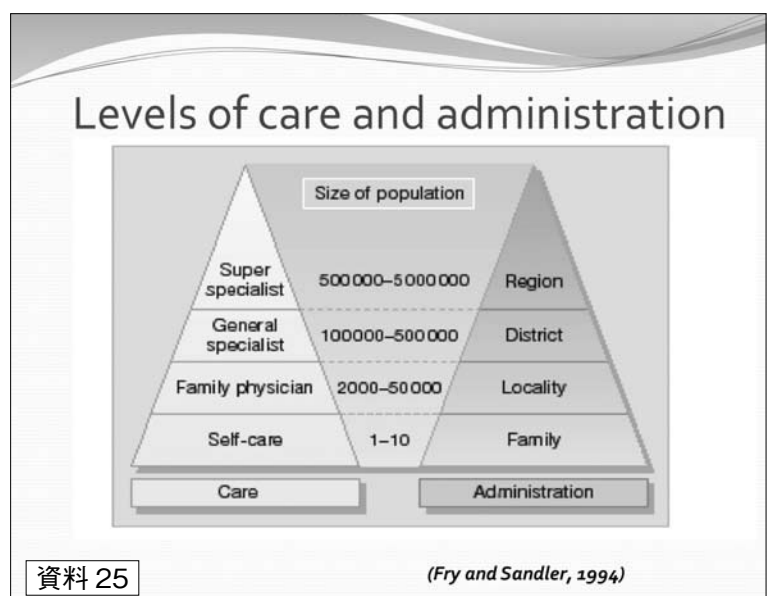 Levels of care and administration
Size of population
Super
specialist
500000–5000000
Region
General
specialist
100000–500000
District
Family physician
2000–50000
Locality
Self-care
1–10
Family
Care
Administration
資料 25
(Fry and Sandler, 1994)